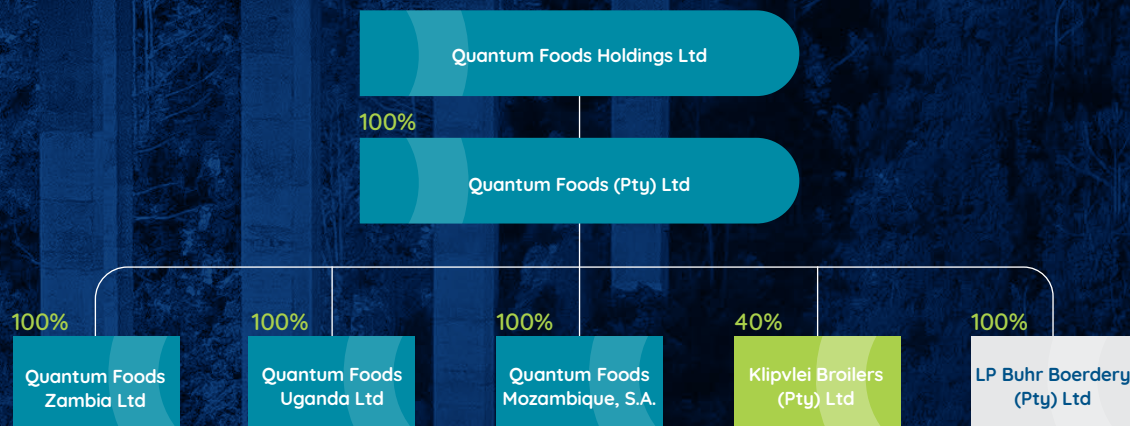 Quantum Foods Holdings Ltd
100%
Quantum Foods (Pty) Ltd
100%
Quantum Foods
Zambia Ltd
100%
Quantum Foods
Uganda Ltd
100%
Quantum Foods
Mozambique, S.A.
40%
Klipvlei Broilers
(Pty) Ltd
100%
LP Buhr Boerdery
(Pty) Ltd